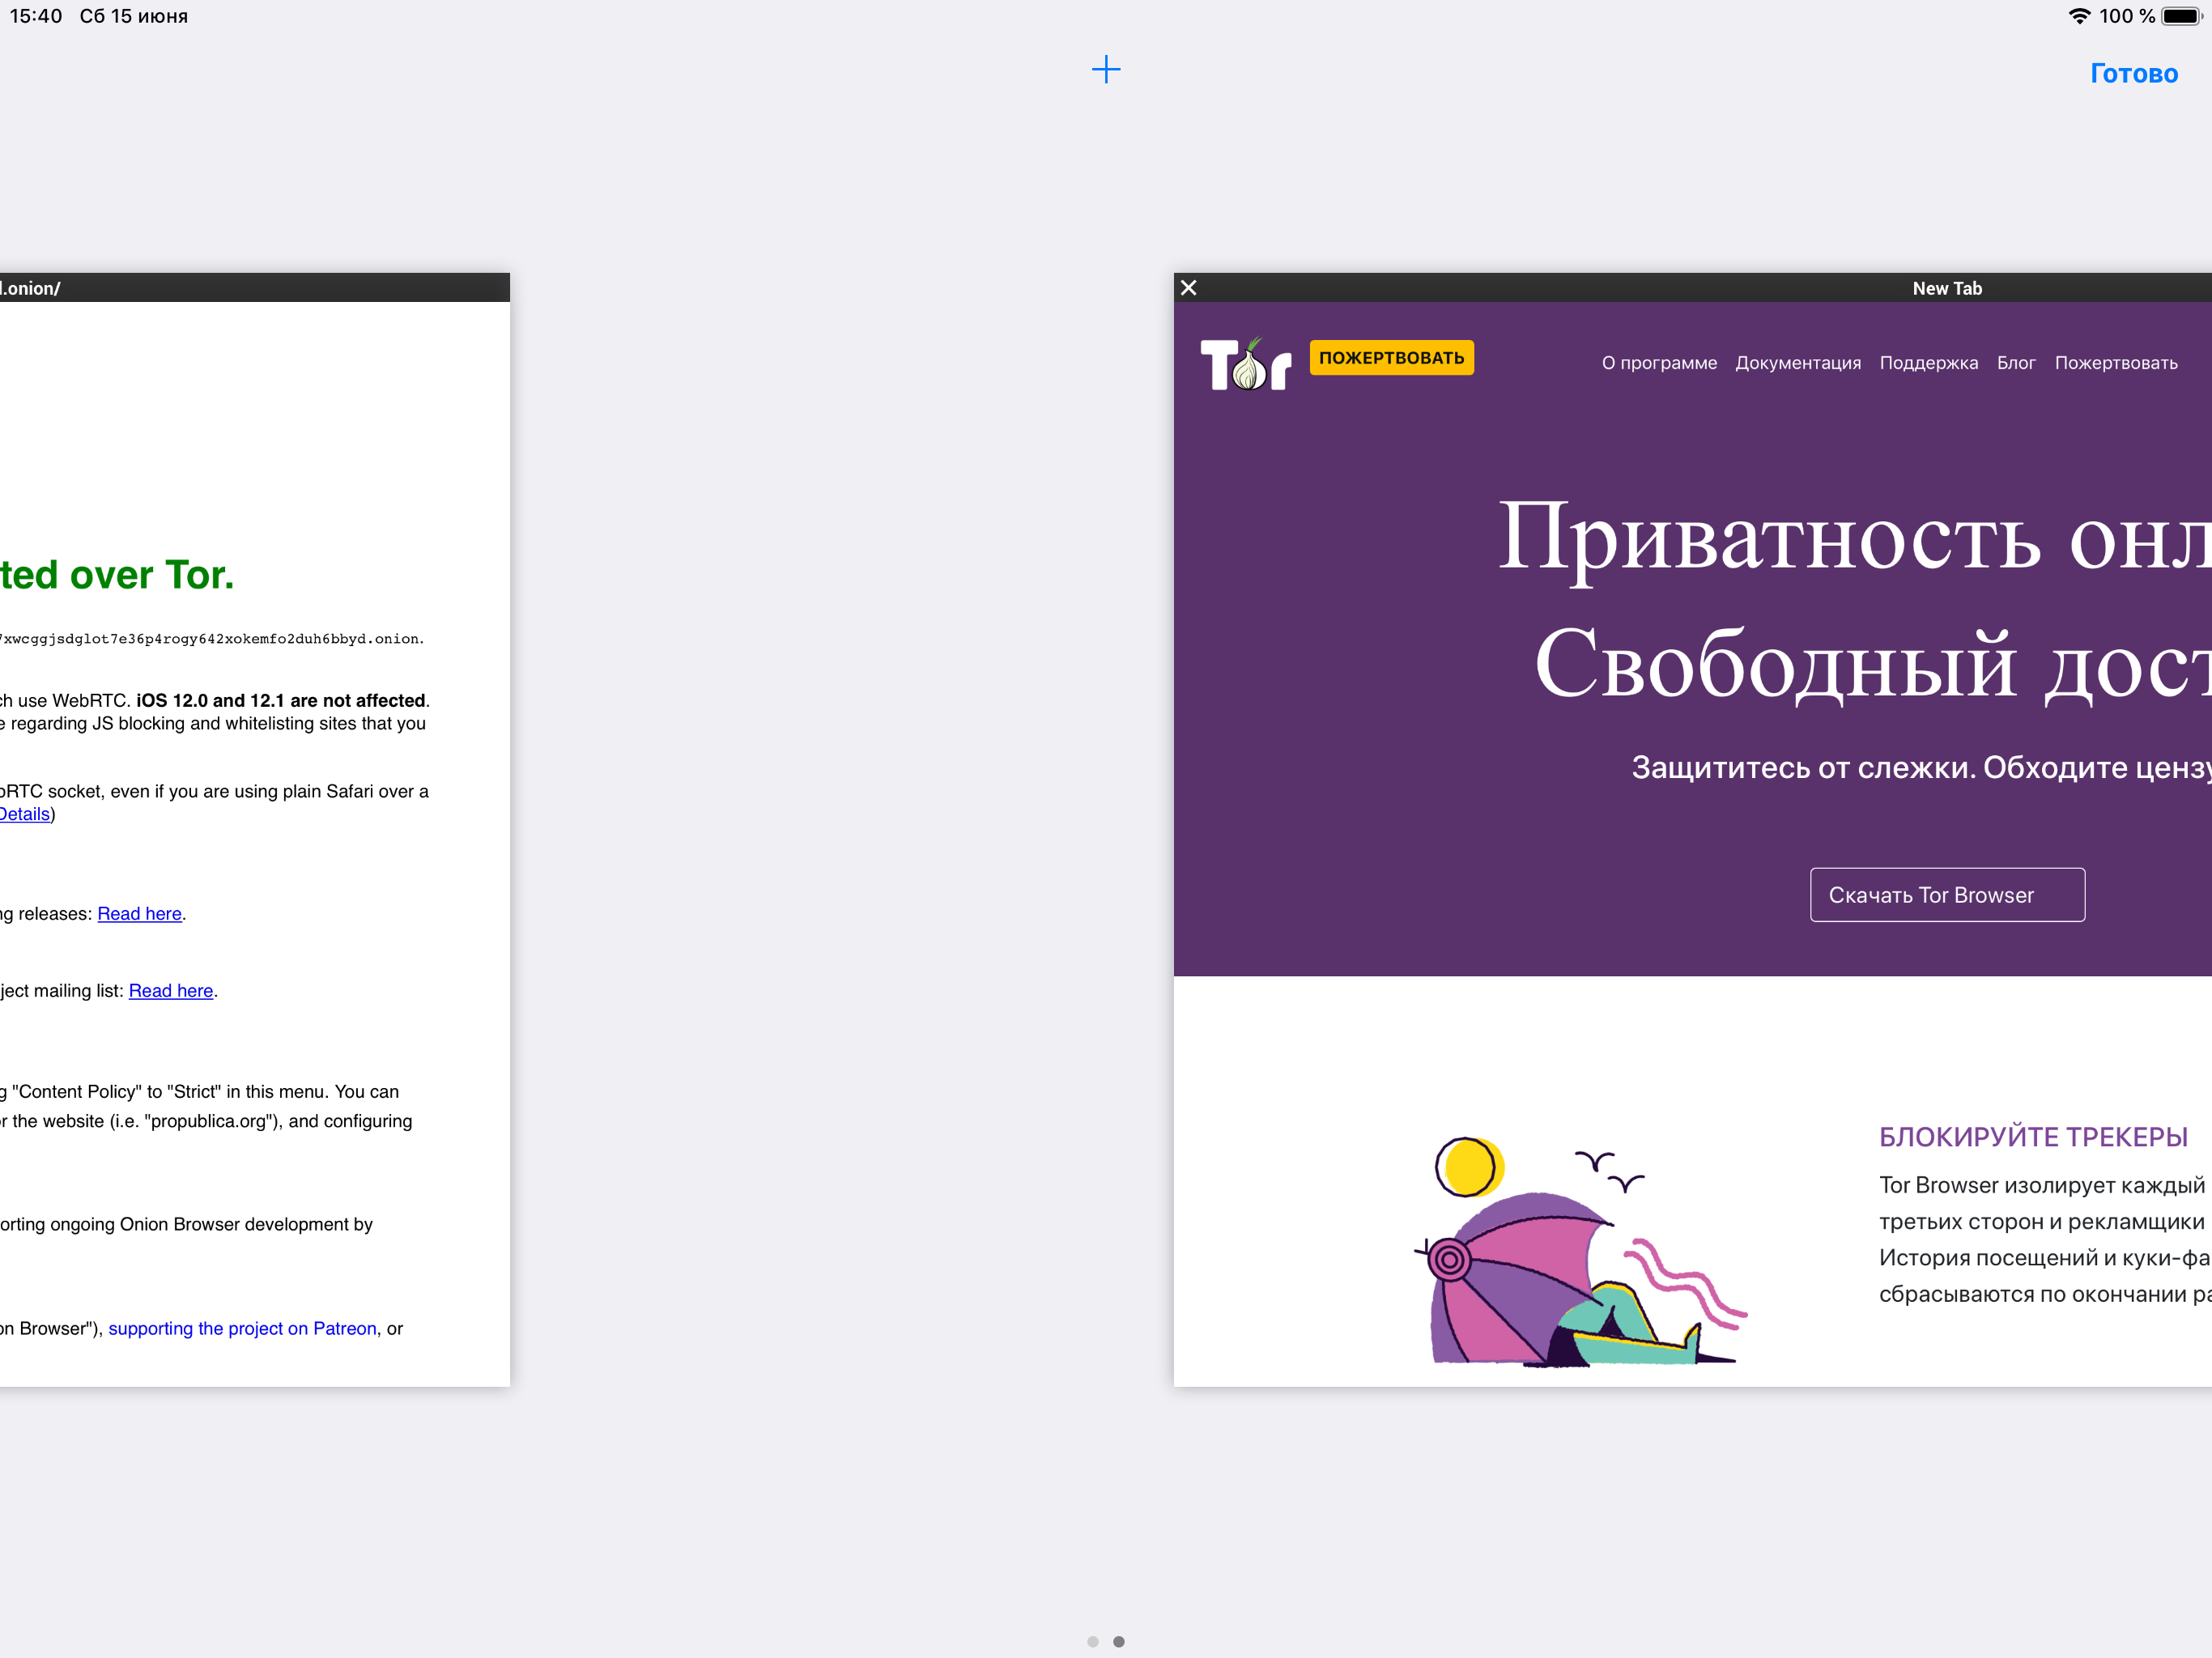 15:40 Сб 15 июня
100 %
Готово
.onion/
ted over Tor.
7xwcggjsdglot7e36p4rogy642xokemfo2duh6bbyd.onion.
ch use WebRTC. iOS 12.0 and 12.1 are not affected.
e regarding JS blocking and whitelisting sites that you
RTC socket, even if you are using plain Safari over a
Details)
ng releases: Read here.
ject mailing list: Read here.
g "Content Policy" to "Strict" in this menu. You can
or the website (i.e. "propublica.org"), and configuring
orting ongoing Onion Browser development by
on Browser"), supporting the project on Patreon, or
New Tab
Tor
ПОЖЕРТВОВАТЬ
О программе Документация Поддержка Блог Пожертвовать
Приватность онл
Свободный дост
Защититесь от слежки. Обходите ценз
Скачать Tor Browser
БЛОКИРУЙТЕ ТРЕКЕРЫ
Tor Browser изолирует каждый
третьих сторон и рекламщики
История посещений и куки-фа
сбрасываются по окончании ра